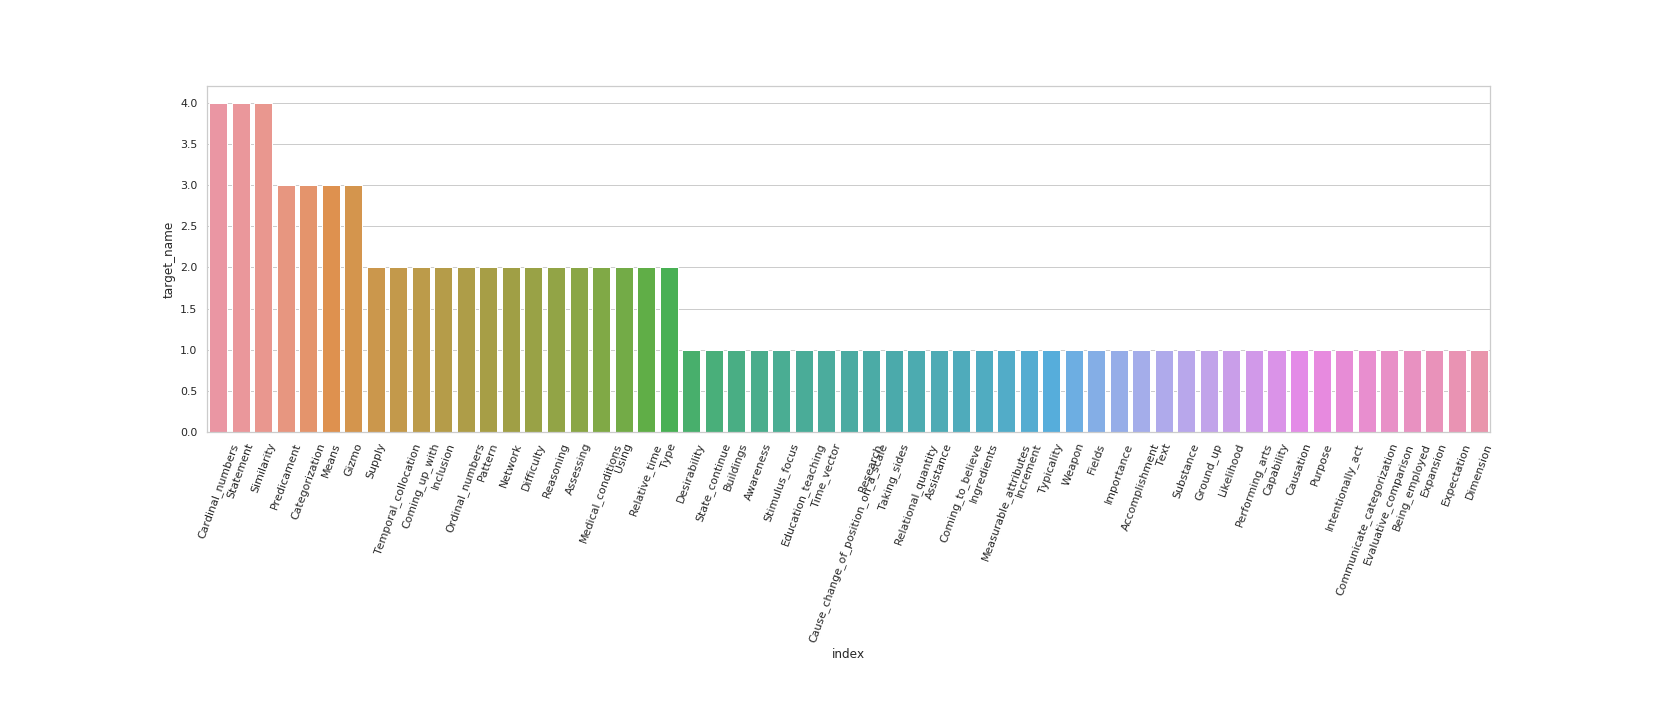 4.0
3.5
3.0
2.5
2.0
1.5
1.0
0.5
0.0
target_name
Cardinal_numbers
Statement
Similarity
Predicament
Categorization
Means
Gizmo
Supply
Temporal_collocation
Coming_up_with
Inclusion
Ordinal_numbers
Pattern
Network
Difficulty
Reasoning
Assessing
Medical_conditions
Using
Relative_time
Type
Desirability
State_continue
Buildings
Awareness
Stimulus_focus
Education_teaching
Time_vector
Cause_change_of_position_on_a_scale
Research
Taking_sides
Relational_quantity
Assistance
Coming_to_believe
Ingredients
Measurable_attributes
Increment
Typicality
Weapon
Fields
Importance
Accomplishment
Text
Substance
Ground_up
Likelihood
Performing_arts
Capability
Causation
Purpose
Intentionally_act
Communicate_categorization
Evaluative_comparison
Being_employed
Expansion
Expectation
Dimension
index